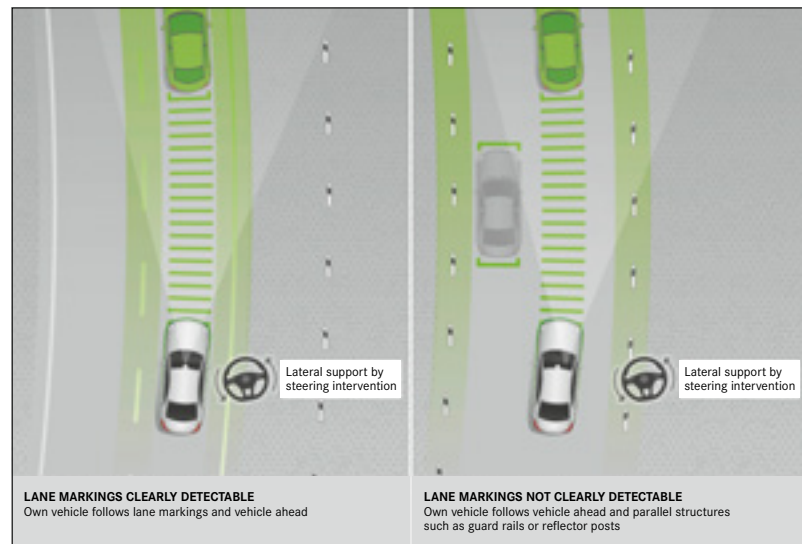 Lateral support by
steering intervention
Lateral support by
steering intervention
LANE MARKINGS CLEARLY DETECTABLE
Own vehicle follows lane markings and vehicle ahead
LANE MARKINGS NOT CLEARLY DETECTABLE
Own vehicle follows vehicle ahead and parallel structures
such as guard rails or reflector posts